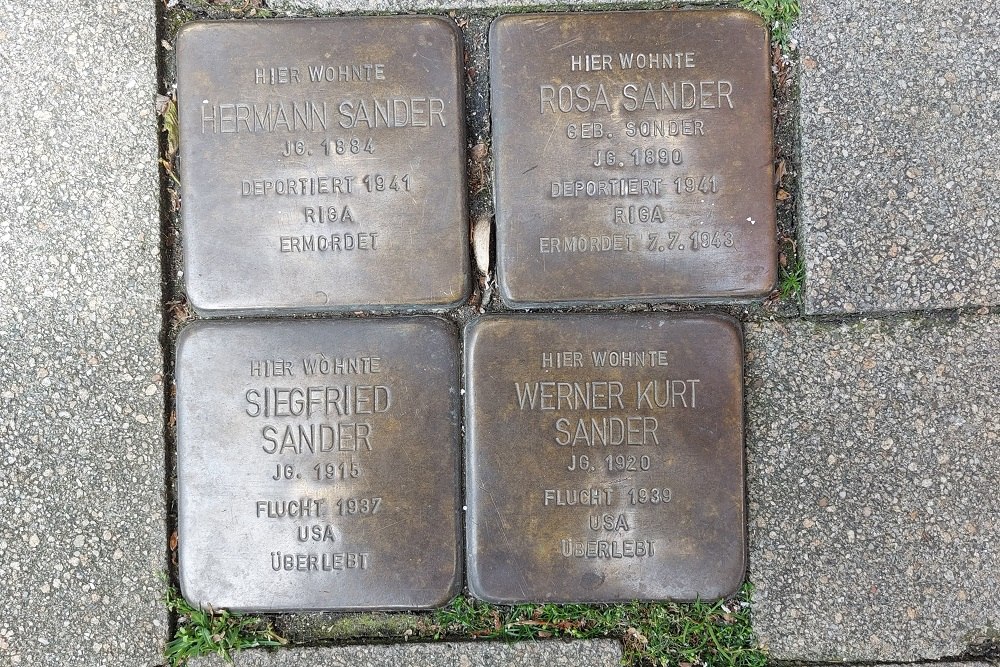 HIER WOHNTE
HERMANN SANDER
JG. 1884
DEPORTIERT 1941
RIGA
ERMORDET
HIER WOHNTE
ROSA SANDER
GEB. SONDER
JG. 1890
DEPORTIERT 1941
RIGA
ERMORDET 7.7.1943
HIER WOHNTE
SIEGFRIED
SANDER
JG. 1915
FLUCHT 1937
USA
ÜBERLEBT
HIER WOHNTE
WERNER KURT
SANDER
JG. 1920
FLUCHT 1939
USA
ÜBERLEBT